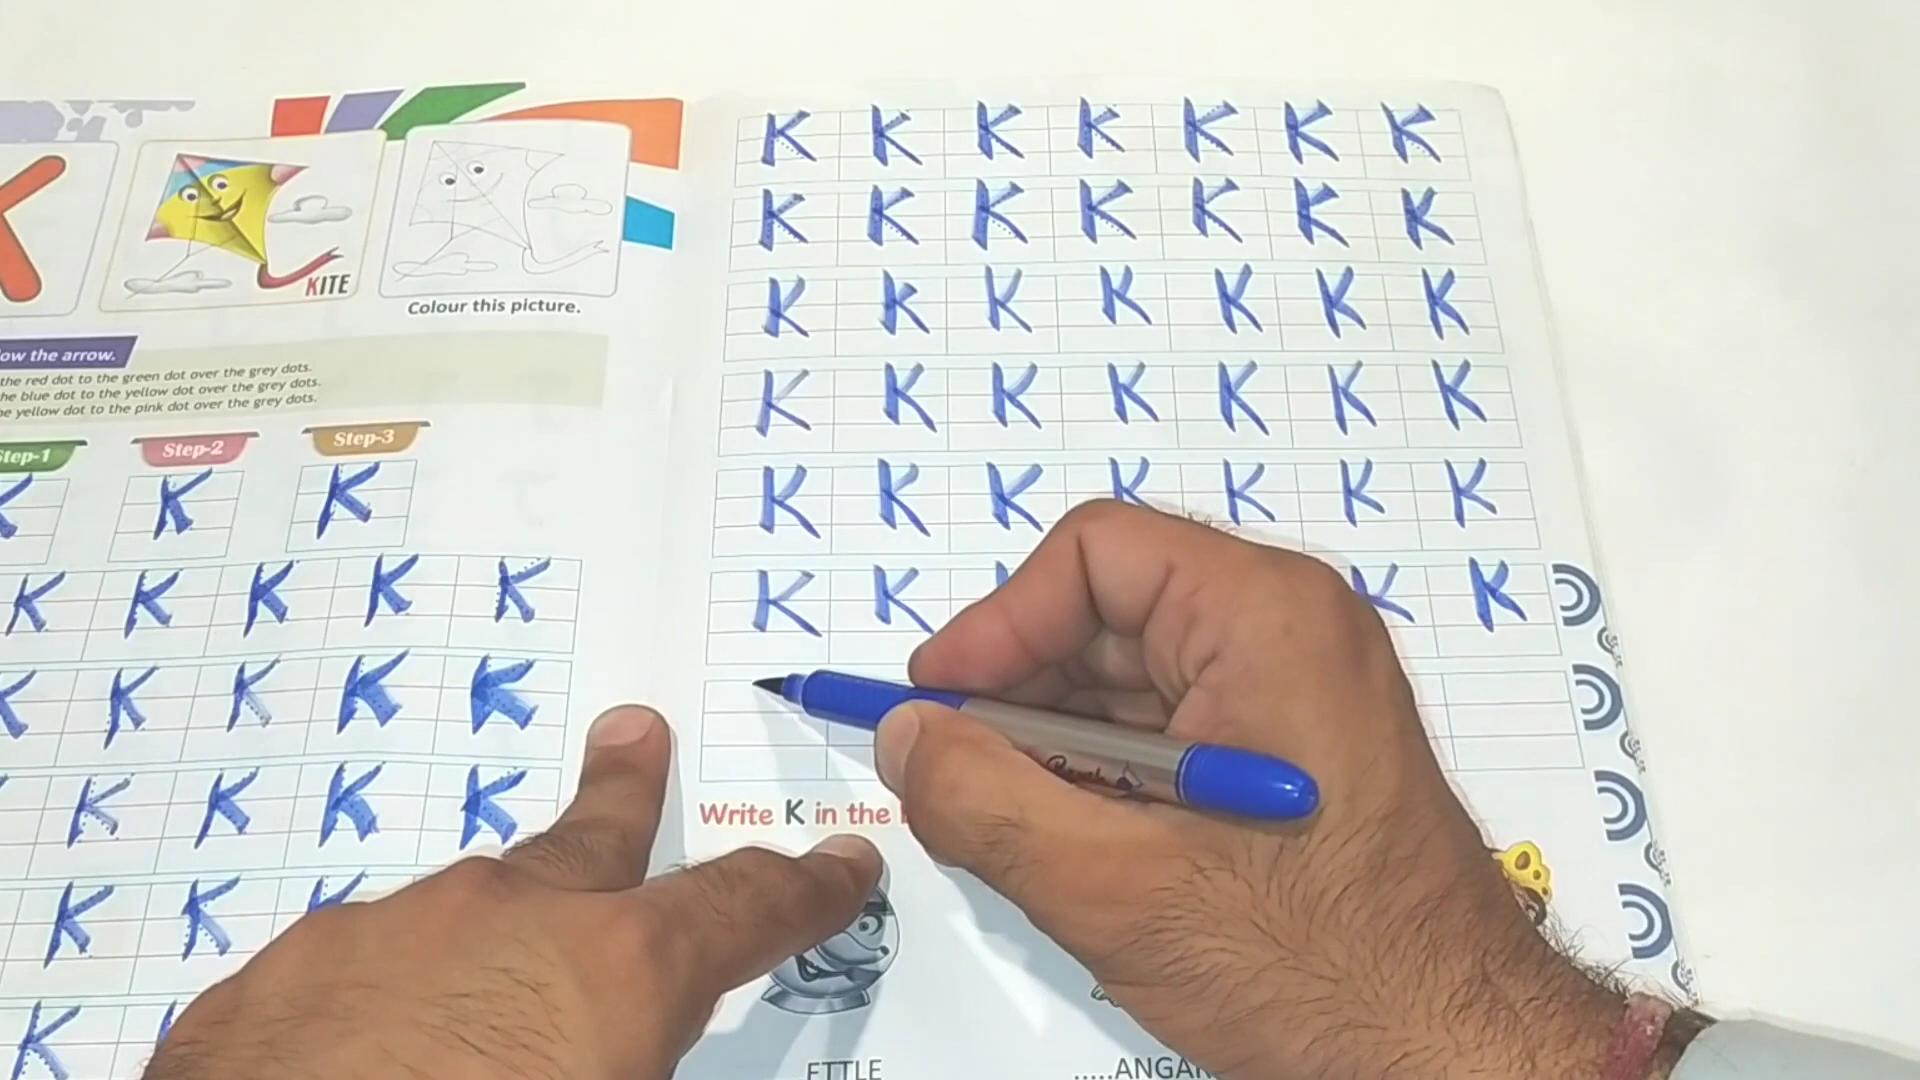 K
KITE
Colour this picture.
ow the arrow.
the red dot to the green dot over the grey dots.
he blue dot to the yellow dot over the grey dots.
he yellow dot to the pink dot over the grey dots.
Step-1 Step-2 Step-3
K K K
K K K K K
K K K K K
K K K K
K K K
K
K K K K K K K
K K K K K K K
K K K K K K K
K K K K K K K
K K K K K K K
K K K K
Write K in the
ETTLE .....ANGAR